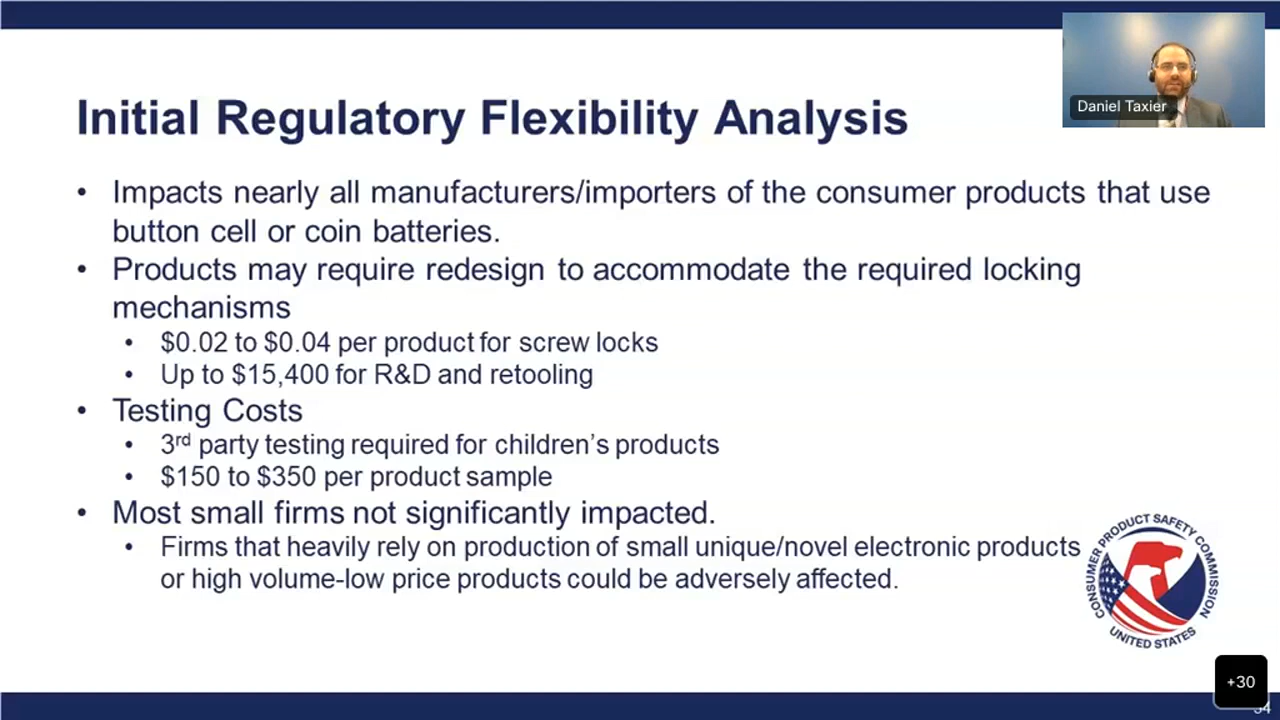 Initial Regulatory Flexibility Analysis
Daniel Taxier
• Impacts nearly all manufacturers/importers of the consumer products that use
button cell or coin batteries.
• Products may require redesign to accommodate the required locking
mechanisms
• $0.02 to $0.04 per product for screw locks
• Up to $15,400 for R&D and retooling
• Testing Costs
• 3rd party testing required for children's products
• $150 to $350 per product sample
• Most small firms not significantly impacted.
• Firms that heavily rely on production of small unique/novel electronic products
or high volume-low price products could be adversely affected.
CONSUMER PRODUCT SAFETY COMMISSION
UNITED STATES
+30